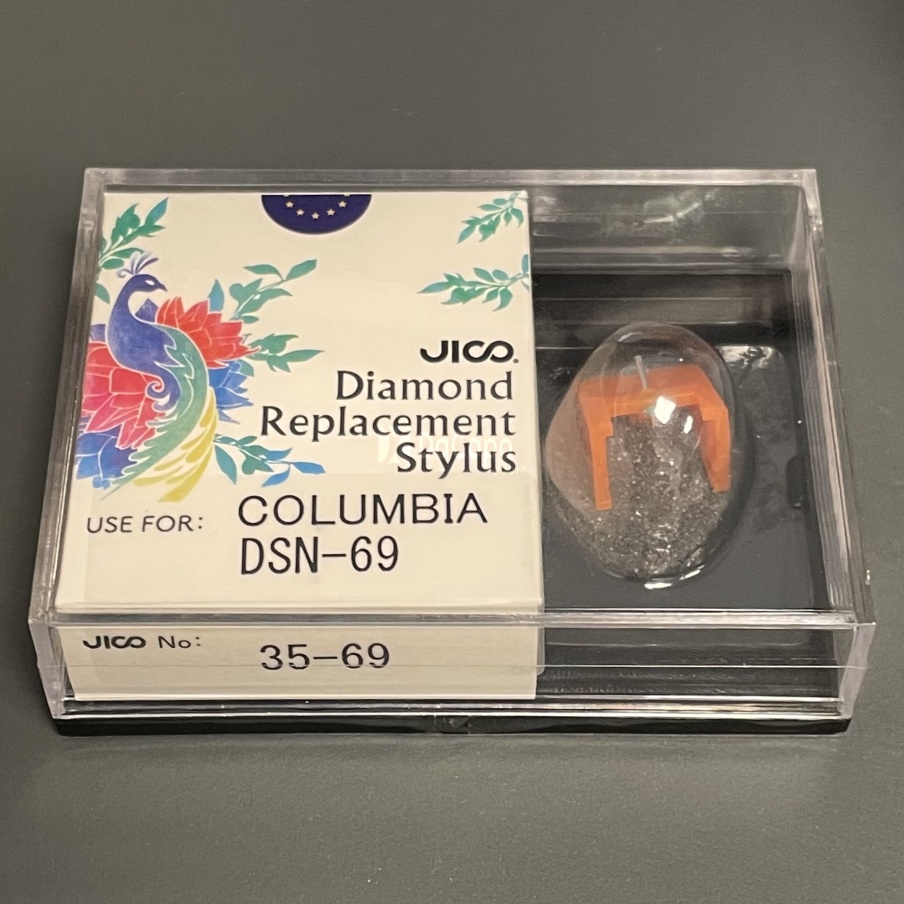 JICO.
Diamond
Replacement
Stylus
USE FOR: COLUMBIA
DSN-69
JICO No: 35-69